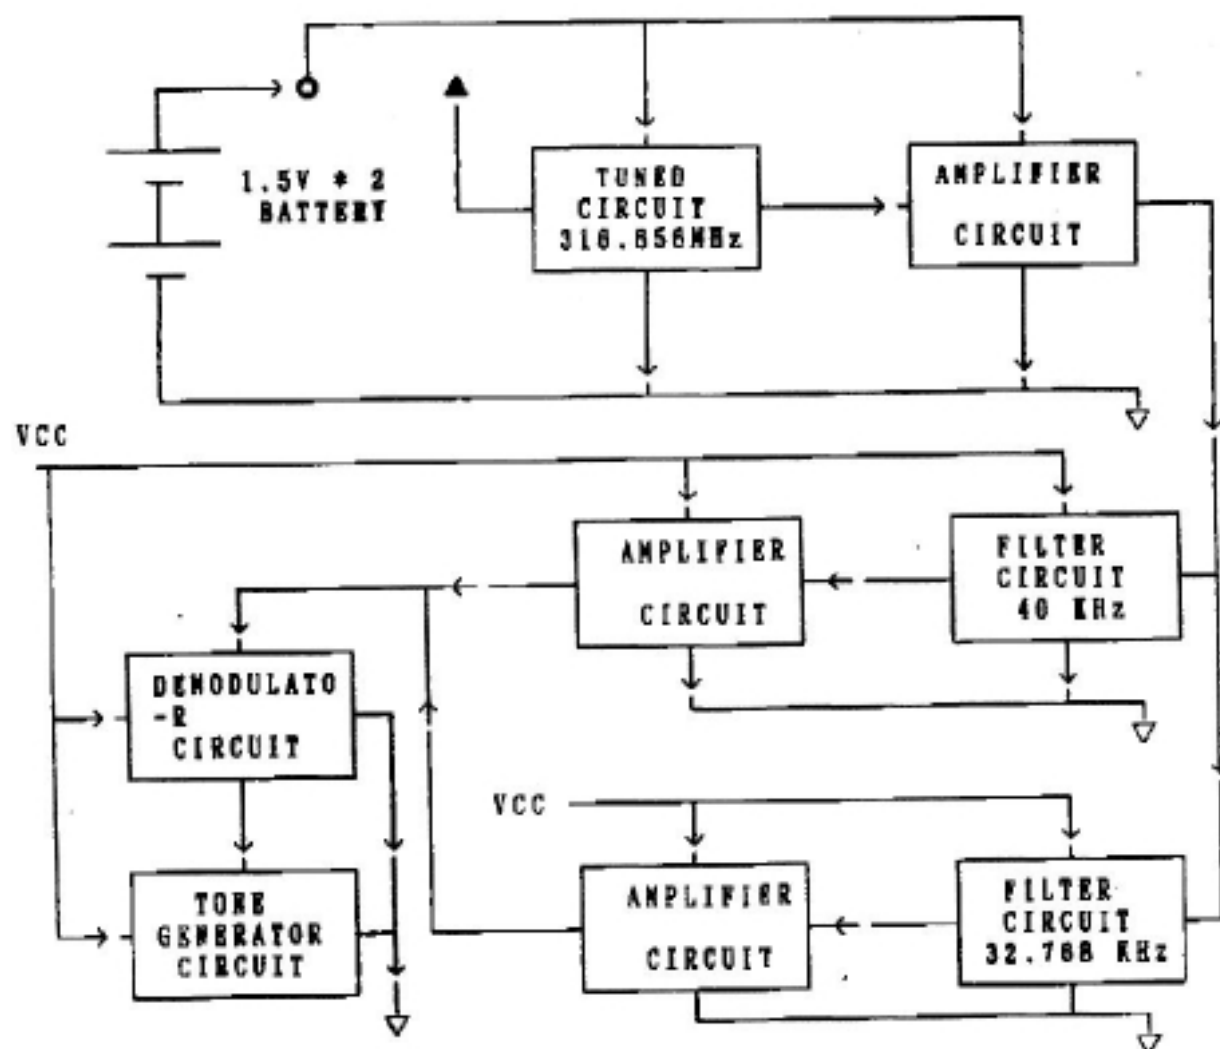 1.5V * 2
BATTERY
TUNED
CIRCUIT
316.656MHz
AMPLIFIER
CIRCUIT
VCC
AMPLIFIER
CIRCUIT
FILTER
CIRCUIT
40 KHz
DEMODULATO
-R
CIRCUIT
VCC
TONE
GENERATOR
CIRCUIT
AMPLIFIER
CIRCUIT
FILTER
CIRCUIT
32.768 KHz